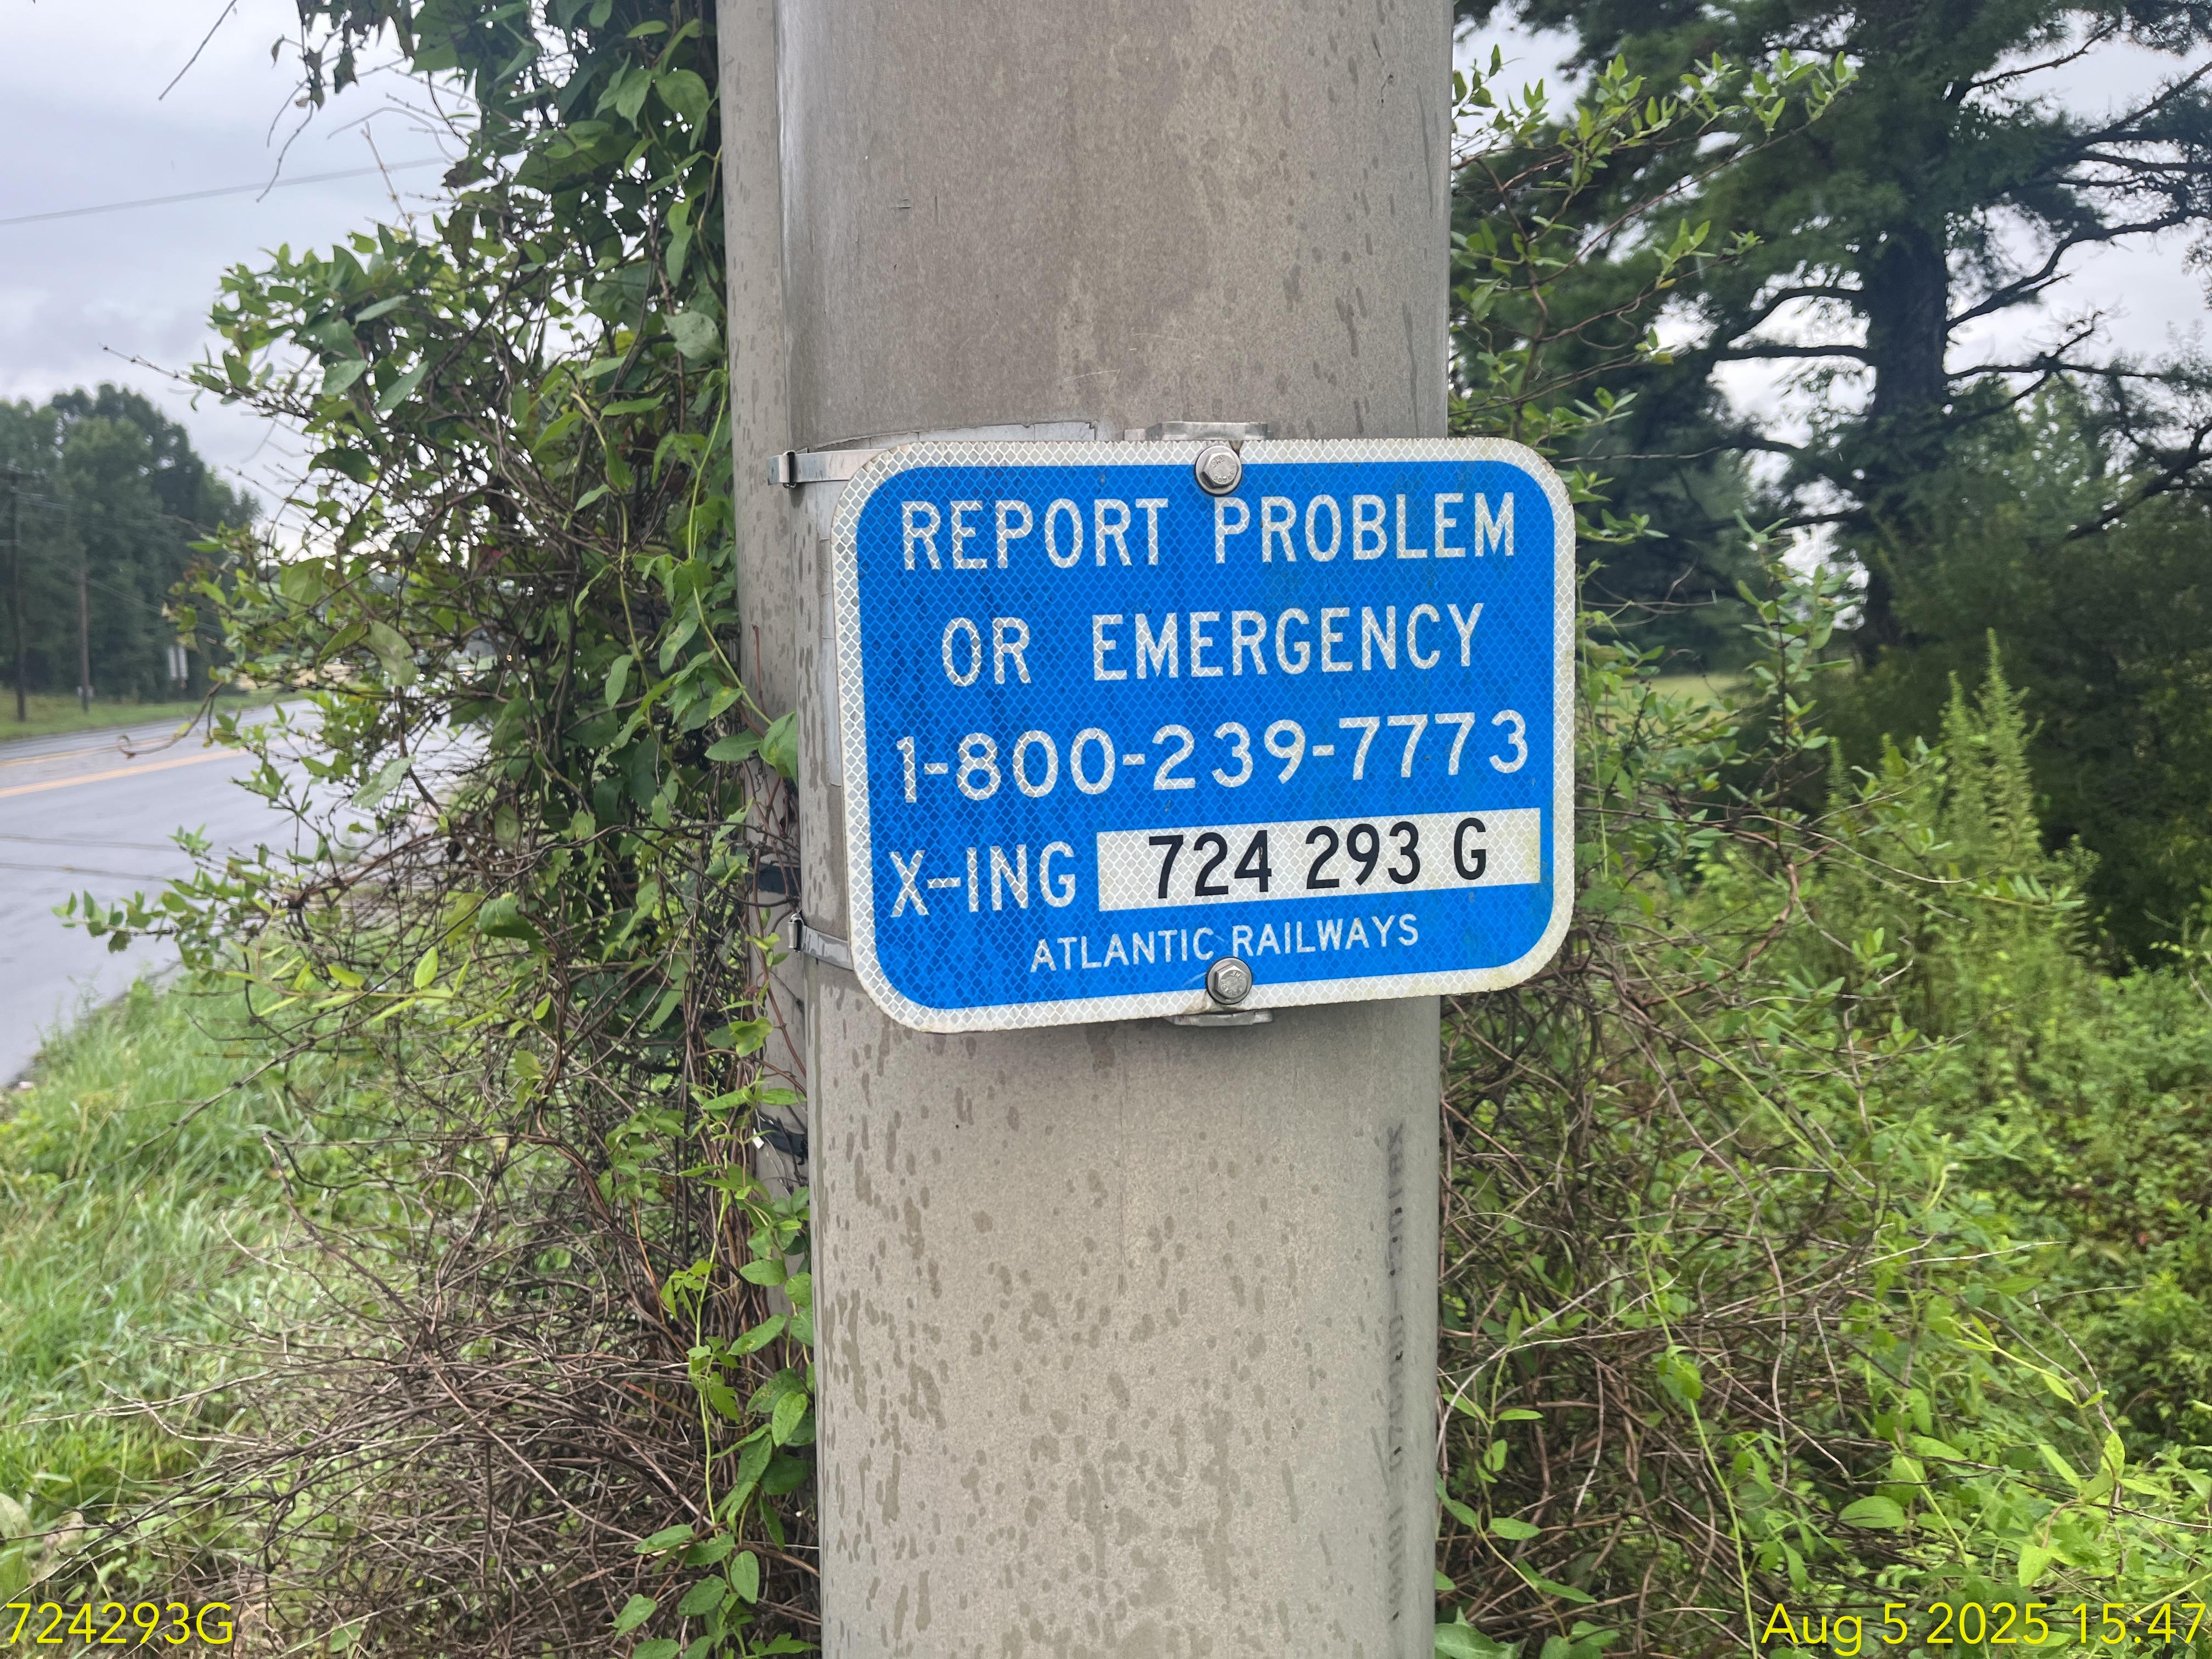 REPORT PROBLEM
OR EMERGENCY
1-800-239-7773
X-ING 724 293 G
ATLANTIC RAILWAYS
724293G
Aug 5 2025 15:47